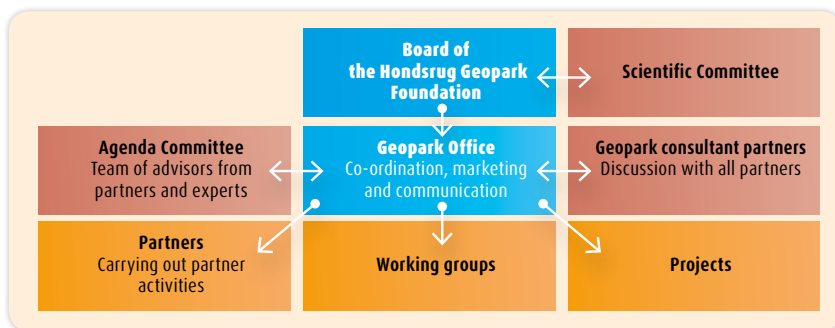 Board of
the Hondsrug Geopark
Foundation
Scientific Committee
Agenda Committee
Team of advisors from
partners and experts
Geopark Office
Co-ordination, marketing
and communication
Geopark consultant partners
Discussion with all partners
Partners
Carrying out partner
activities
Working groups
Projects